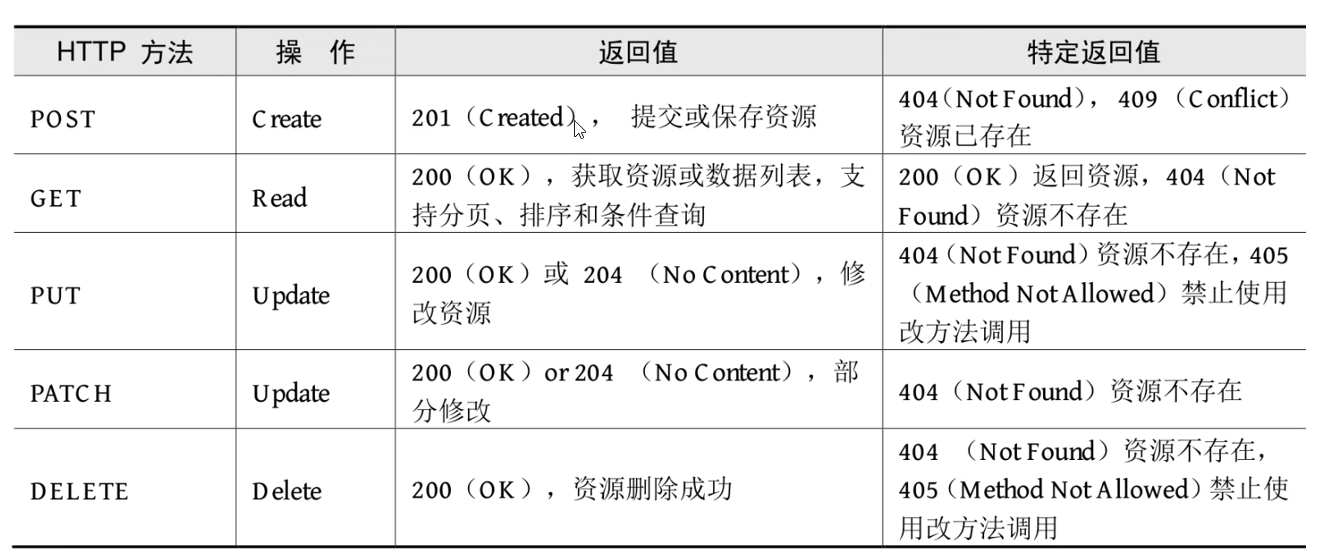 HTTP 方法 操 作 返回值 特定返回值
POST Create 201（Created）， 提交或保存资源 404（Not Found）， 409 （Conflict）
资源已存在
GET Read 200（OK），获取资源或数据列表，支
持分页、排序和条件查询 200（OK）返回资源，404（Not
Found）资源不存在
PUT Update 200（OK）或 204 （No Content），修
改资源 404（Not Found）资源不存在，405
（Method Not Allowed）禁止使用
改方法调用
PATCH Update 200（OK）or 204 （No Content），部
分修改 404（Not Found）资源不存在
DELETE Delete 200（OK），资源删除成功 404 （Not Found）资源不存在，
405（Method Not Allowed）禁止使
用改方法调用